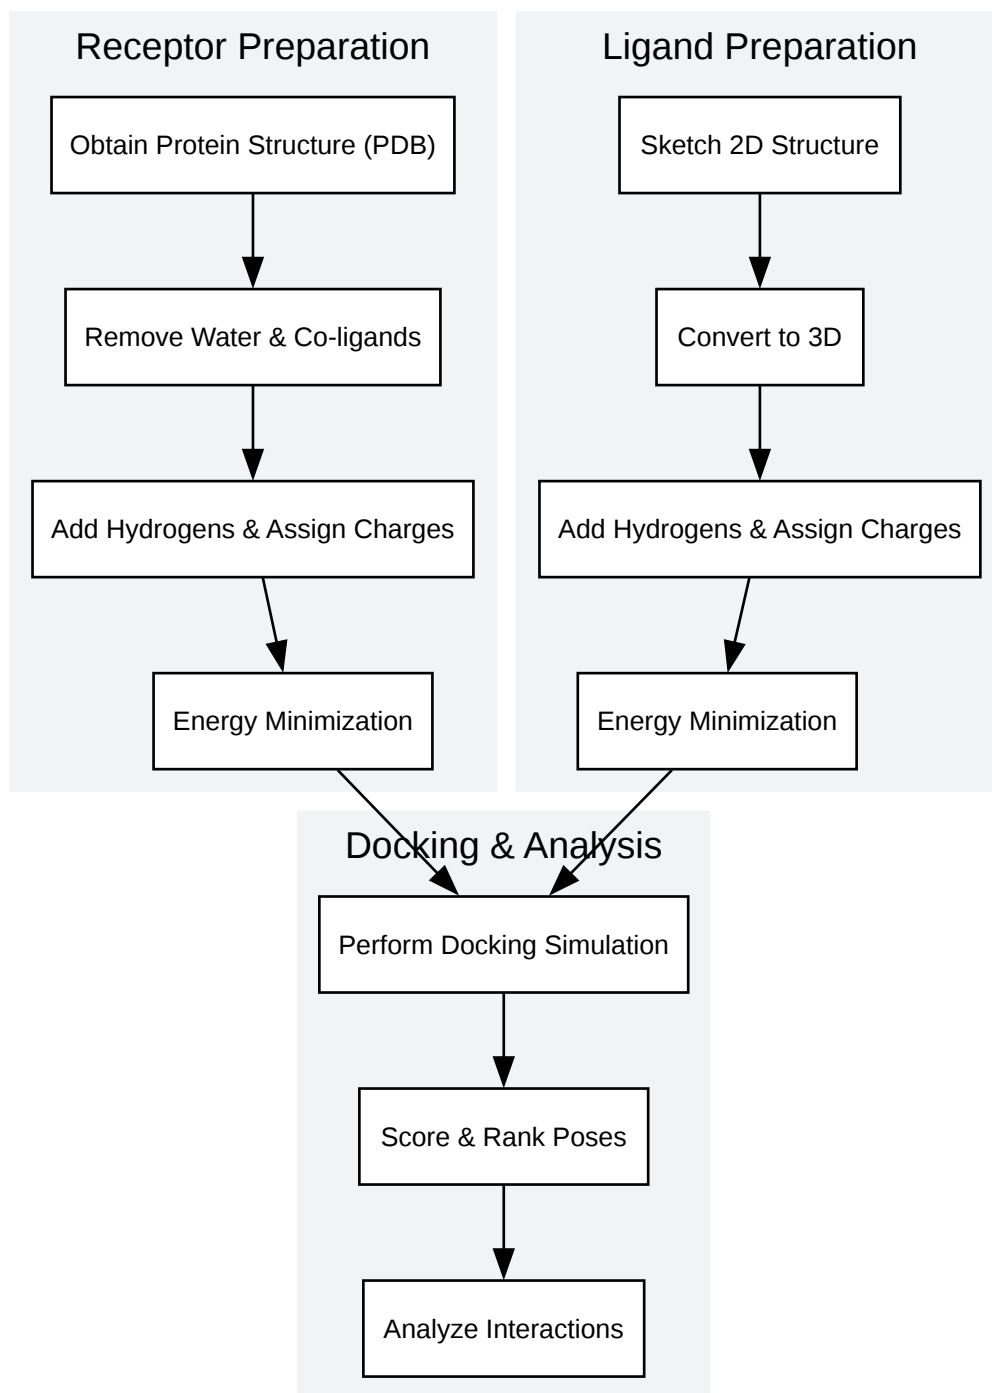 Receptor Preparation
Obtain Protein Structure (PDB)
Remove Water & Co-ligands
Add Hydrogens & Assign Charges
Energy Minimization
Ligand Preparation
Sketch 2D Structure
Convert to 3D
Add Hydrogens & Assign Charges
Energy Minimization
Docking & Analysis
Perform Docking Simulation
Score & Rank Poses
Analyze Interactions